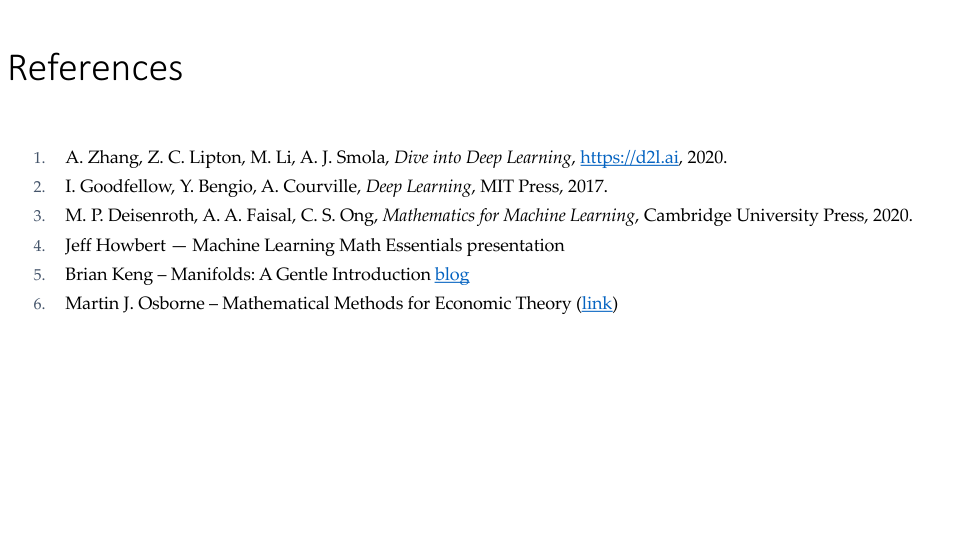 References
1. A. Zhang, Z. C. Lipton, M. Li, A. J. Smola, Dive into Deep Learning, https://d2l.ai, 2020.
2. I. Goodfellow, Y. Bengio, A. Courville, Deep Learning, MIT Press, 2017.
3. M. P. Deisenroth, A. A. Faisal, C. S. Ong, Mathematics for Machine Learning, Cambridge University Press, 2020.
4. Jeff Howbert — Machine Learning Math Essentials presentation
5. Brian Keng – Manifolds: A Gentle Introduction blog
6. Martin J. Osborne – Mathematical Methods for Economic Theory (link)